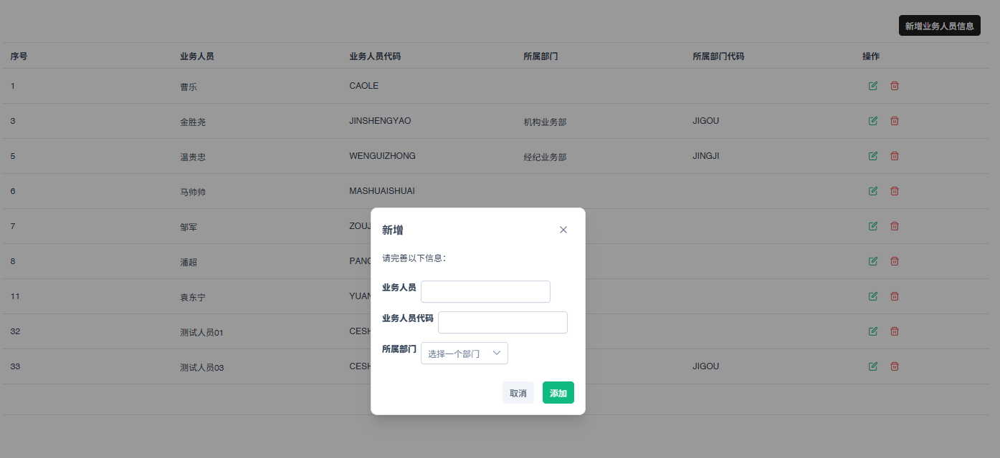 新增业务人员信息
序号 业务人员 业务人员代码 所属部门 所属部门代码 操作
1 曹乐 CAOLE
3 金胜尧 JINSHENGYAO 机构业务部 JIGOU
5 温贵忠 WENGUIZHONG 经纪业务部 JINGJI
6 马帅帅 MASHUAISHUAI
7 邹军 ZOUJ
8 潘超 PANC
11 袁东宁 YUAN
32 测试人员01 CESH
33 测试人员03 CESH JIGOU
新增
请完善以下信息：
业务人员
业务人员代码
所属部门 选择一个部门
取消 添加